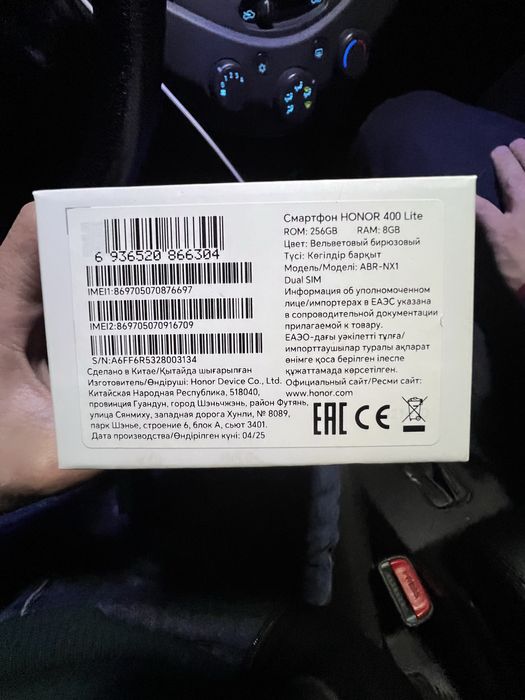 6 936520 866304
IMEI1:869705070876697
IMEI2:869705070916709
S/N:A6FF6R5328003134
Сделано в Китае/Қытайда шығарылған
Изготовитель/Өндіруші: Honor Device Co., Ltd.
Китайская Народная Республика, 518040,
провинция Гуандун, город Шэньчжэнь, район Футянь,
улица Сянмиху, западная дорога Хунли, № 8089,
парк Шэнье, строение 6, блок А, сьют 3401.
Дата производства/Өндірілген күні: 04/25
Смартфон HONOR 400 Lite
ROM: 256GB RAM: 8GB
Цвет: Вельветовый бирюзовый
Түсі: Көгілдір барқыт
Модель/Моделі: ABR-NX1
Dual SIM
Информация об уполномоченном
лице/импортерах в ЕАЭС указана
в сопроводительной документации
прилагаемой к товару.
ЕАЭО-дағы уәкілетті тұлға/
импорттаушылар туралы ақпарат
өнімге қоса берілген ілеспе
құжаттамада көрсетілген.
Официальный сайт/Ресми сайт:
www.honor.com
EAC CE